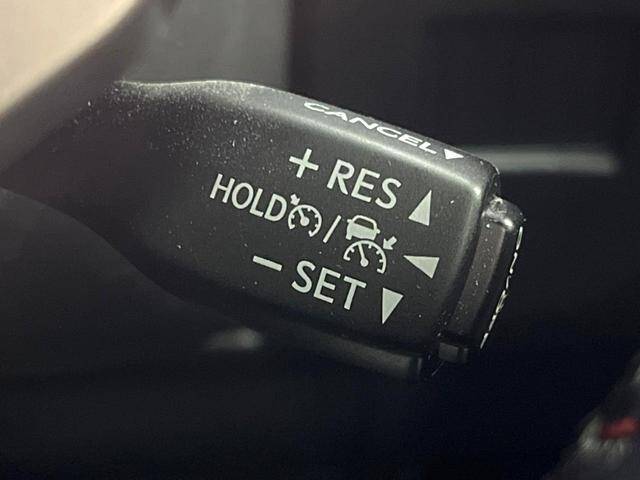 CANCEL▼
+ RES ▲
HOLD / ◀
− SET ▼